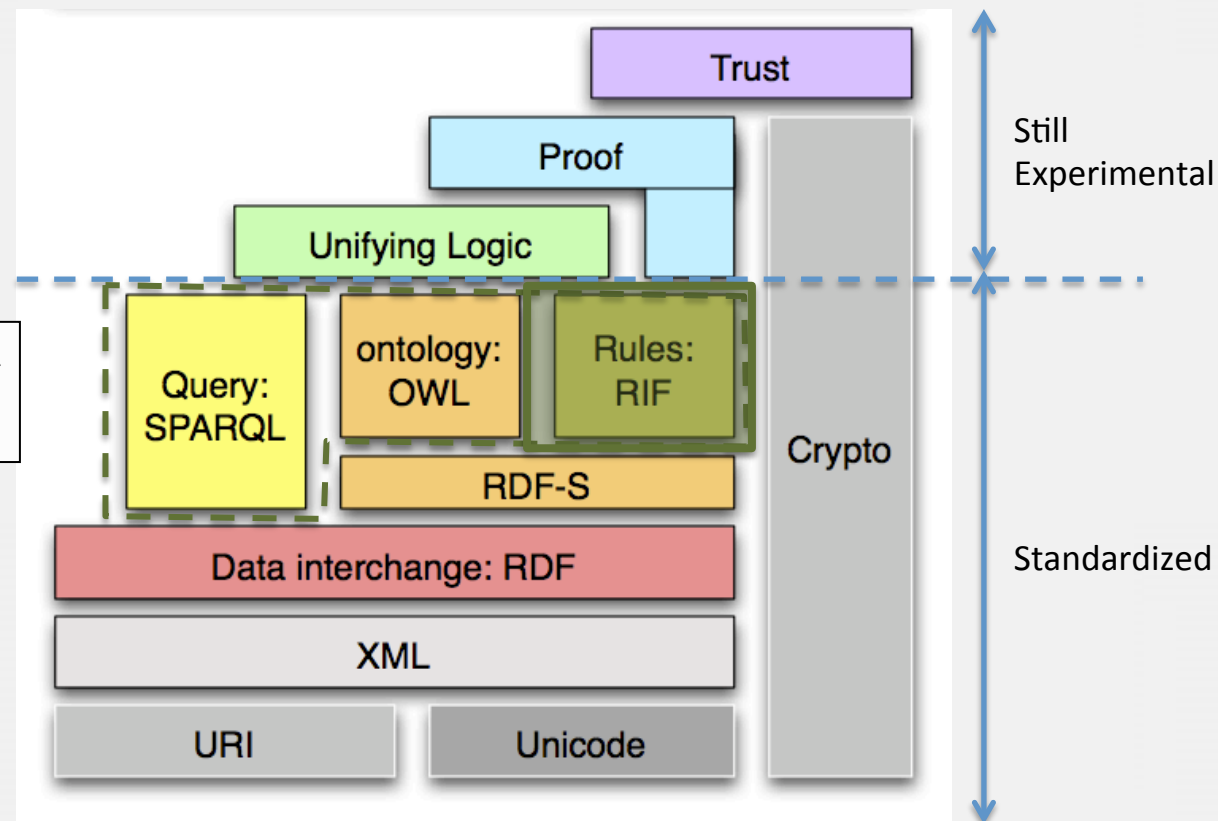 Trust
Still
Experimental
Proof
Unifying Logic
Query:
SPARQL
ontology:
OWL
Rules:
RIF
Crypto
RDF-S
Data interchange: RDF
Standardized
XML
URI
Unicode